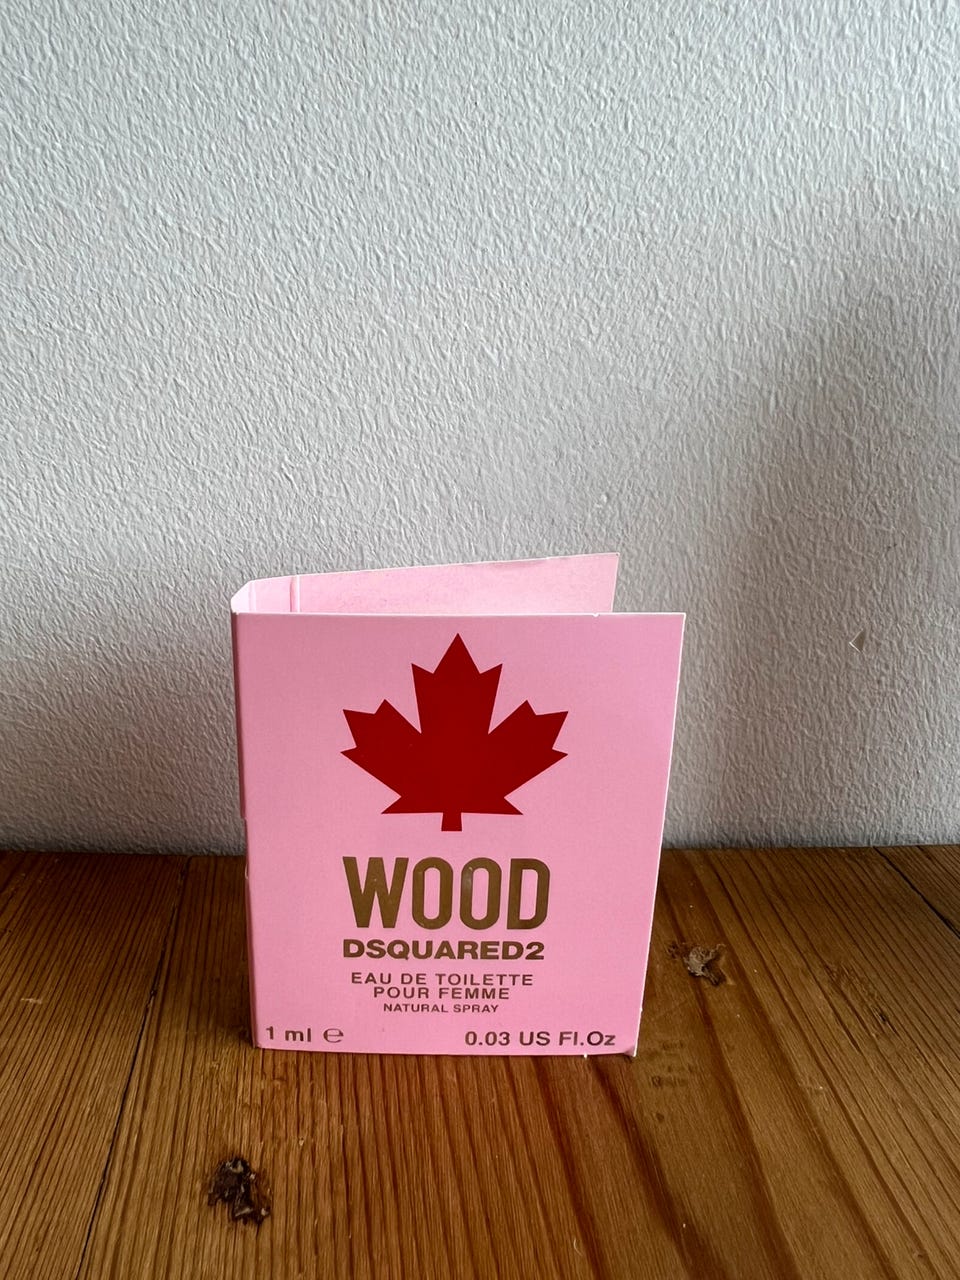 WOOD
DSQUARED2
EAU DE TOILETTE
POUR FEMME
NATURAL SPRAY
1 ml ℮ 0.03 US Fl.Oz